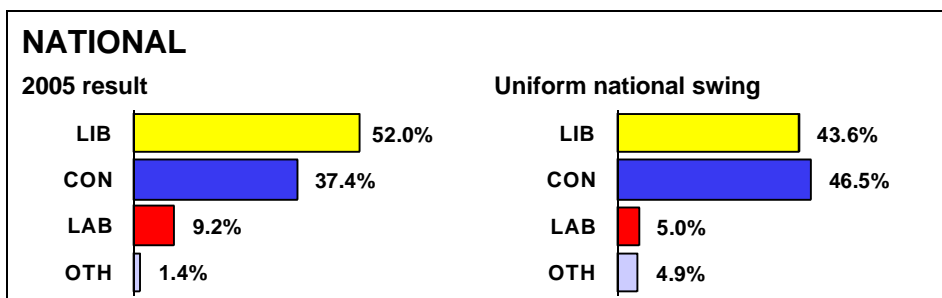 NATIONAL
2005 result
LIB 52.0%
CON 37.4%
LAB 9.2%
OTH 1.4%
Uniform national swing
LIB 43.6%
CON 46.5%
LAB 5.0%
OTH 4.9%